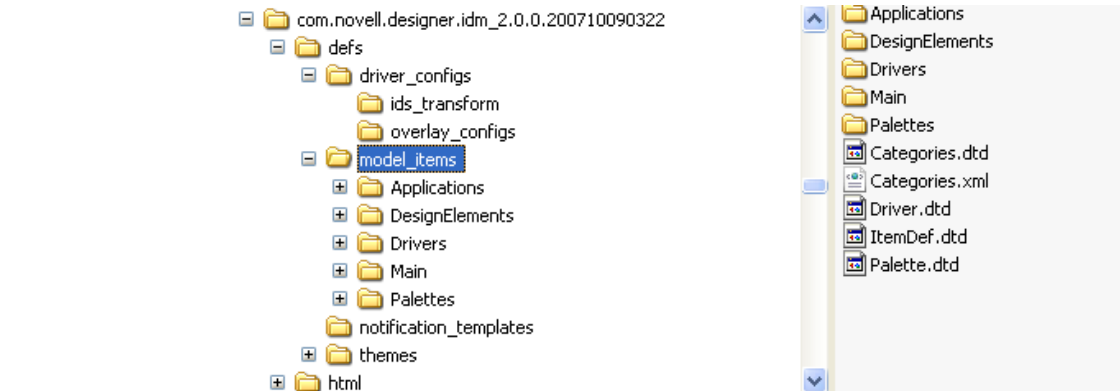 com.novell.designer.idm_2.0.0.200710090322
defs
driver_configs
ids_transform
overlay_configs
model_items
Applications
DesignElements
Drivers
Main
Palettes
notification_templates
themes
html
Applications
DesignElements
Drivers
Main
Palettes
Categories.dtd
Categories.xml
Driver.dtd
ItemDef.dtd
Palette.dtd